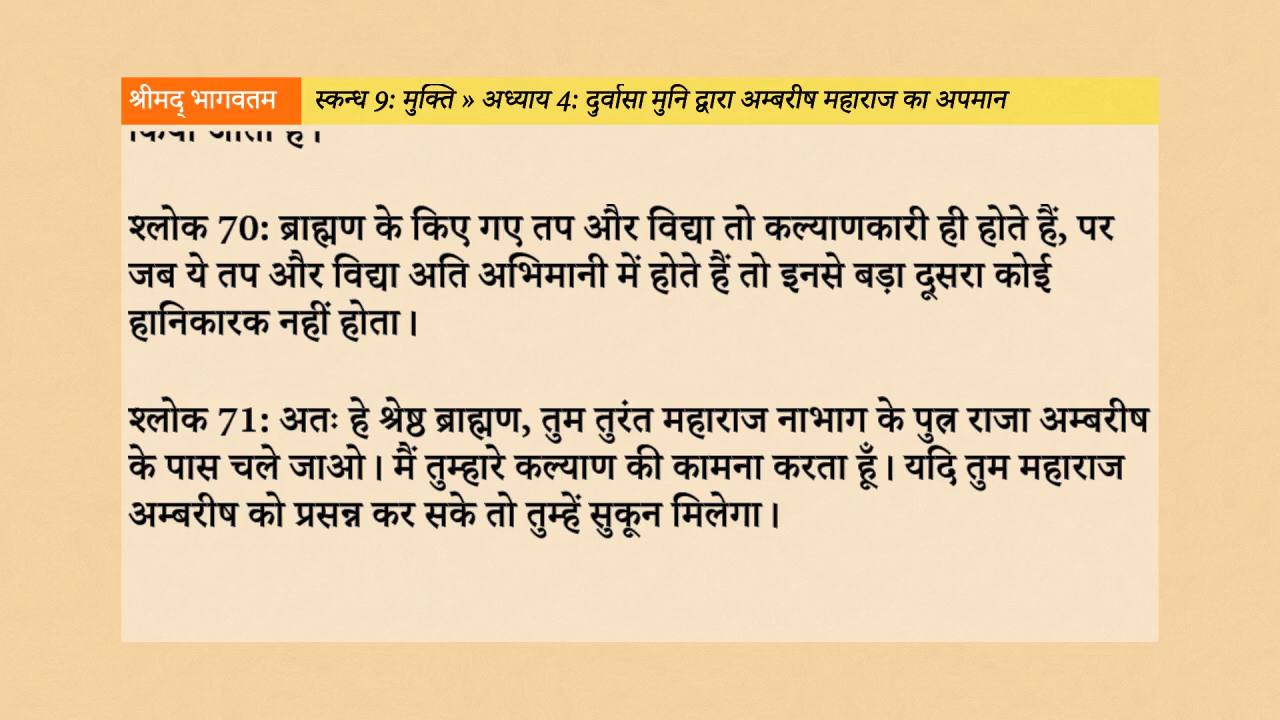 श्रीमद् भागवतम
स्कन्ध 9: मुक्ति » अध्याय 4: दुर्वासा मुनि द्वारा अम्बरीष महाराज का अपमान
किया जाता है।
श्लोक 70: ब्राह्मण के किए गए तप और विद्या तो कल्याणकारी ही होते हैं, पर
जब ये तप और विद्या अति अभिमानी में होते हैं तो इनसे बड़ा दूसरा कोई
हानिकारक नहीं होता।
श्लोक 71: अतः हे श्रेष्ठ ब्राह्मण, तुम तुरंत महाराज नाभाग के पुत्र राजा अम्बरीष
के पास चले जाओ। मैं तुम्हारे कल्याण की कामना करता हूँ। यदि तुम महाराज
अम्बरीष को प्रसन्न कर सके तो तुम्हें सुकून मिलेगा।